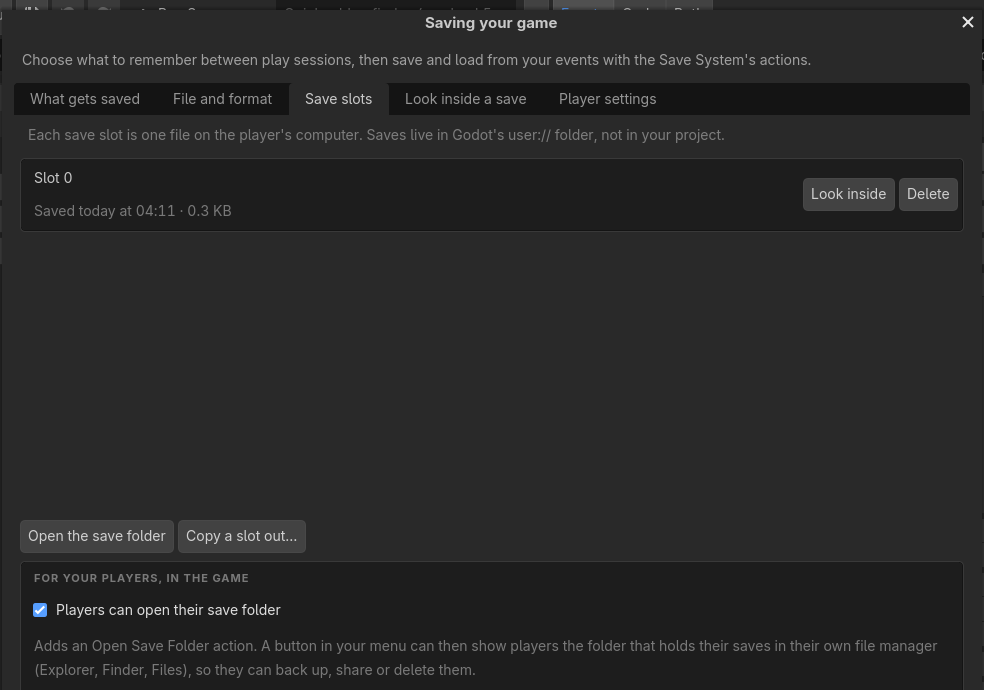 Saving your game
Choose what to remember between play sessions, then save and load from your events with the Save System's actions.
What gets saved
File and format
Save slots
Look inside a save
Player settings
Each save slot is one file on the player's computer. Saves live in Godot's user:// folder, not in your project.
Slot 0
Look inside
Delete
Saved today at 04:11 · 0.3 KB
Open the save folder
Copy a slot out...
FOR YOUR PLAYERS, IN THE GAME
Players can open their save folder
Adds an Open Save Folder action. A button in your menu can then show players the folder that holds their saves in their own file manager
(Explorer, Finder, Files), so they can back up, share or delete them.